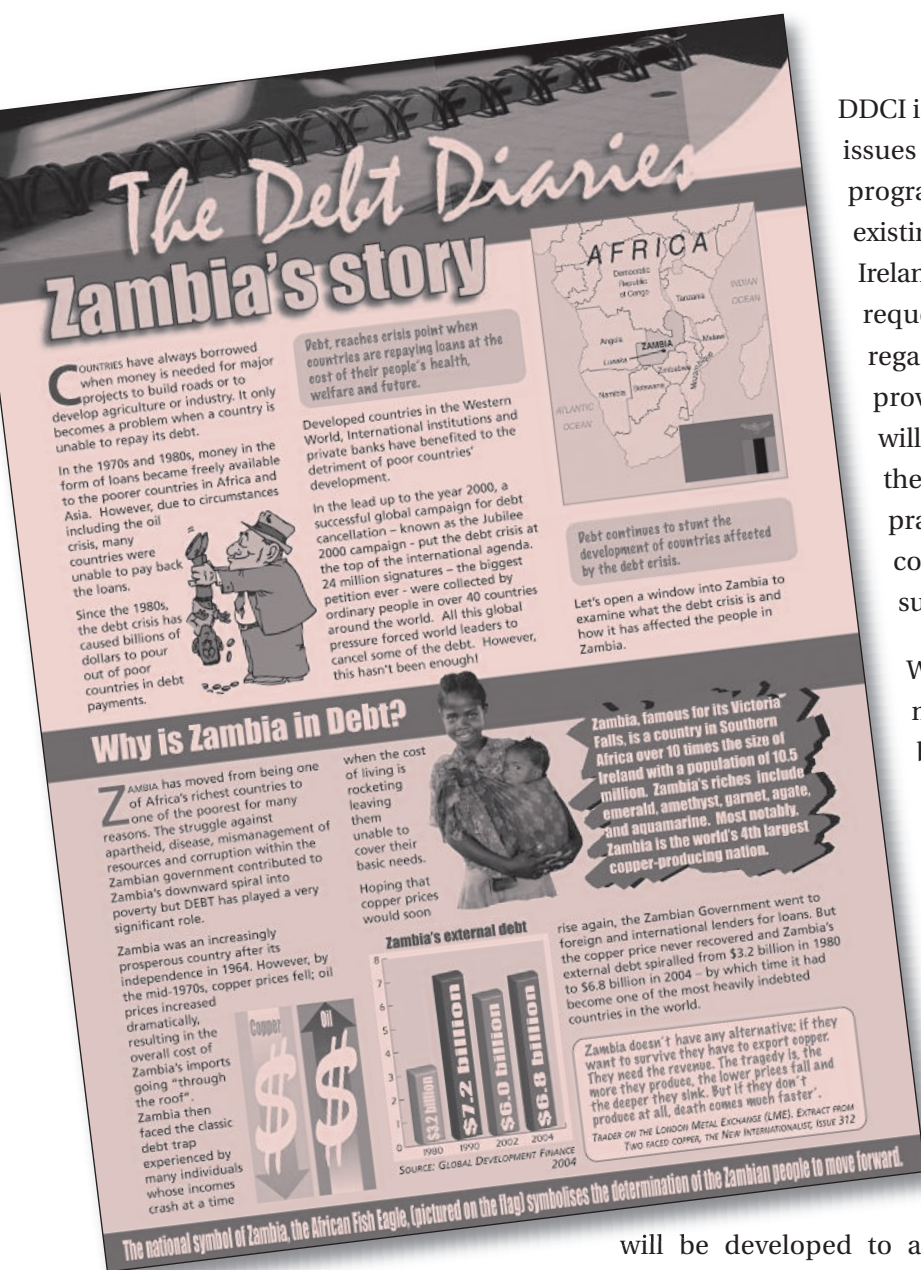 The Debt Diaries
Zambia's story
COUNTRIES have always borrowed
when money is needed for major
projects to build roads or to
develop agriculture or industry. It only
becomes a problem when a country is
unable to repay its debt.
In the 1970s and 1980s, money in the
form of loans became freely available
to the poorer countries in Africa and
Asia. However, due to circumstances
including the oil
crisis, many
countries were
unable to pay back
the loans.
Since the 1980s,
the debt crisis has
caused billions of
dollars to pour
out of poor
countries in debt
payments.
Debt, reaches crisis point when
countries are repaying loans at the
cost of their people's health,
welfare and future.
Developed countries in the Western
World, International institutions and
private banks have benefited to the
detriment of poor countries'
development.
In the lead up to the year 2000, a
successful global campaign for debt
cancellation – known as the Jubilee
2000 campaign - put the debt crisis at
the top of the international agenda.
24 million signatures – the biggest
petition ever - were collected by
ordinary people in over 40 countries
around the world. All this global
pressure forced world leaders to
cancel some of the debt. However,
this hasn't been enough!
AFRICA
Democratic
Republic
of Congo
Tanzania
INDIAN
OCEAN
Angola
ZAMBIA
Malawi
Lusaka
Zimbabwe
Mozambique
Namibia
Botswana
ATLANTIC
OCEAN
Debt continues to stunt the
development of countries affected
by the debt crisis.
Let's open a window into Zambia to
examine what the debt crisis is and
how it has affected the people in
Zambia.
Why is Zambia in Debt?
ZAMBIA has moved from being one
of Africa's richest countries to
one of the poorest for many
reasons. The struggle against
apartheid, disease, mismanagement of
resources and corruption within the
Zambian government contributed to
Zambia's downward spiral into
poverty but DEBT has played a very
significant role.
Zambia was an increasingly
prosperous country after its
independence in 1964. However, by
the mid-1970s, copper prices fell; oil
prices increased
dramatically,
resulting in the
overall cost of
Zambia's imports
going "through
the roof".
Zambia then
faced the classic
debt trap
experienced by
many individuals
whose incomes
crash at a time
Copper
$
Oil
$
when the cost
of living is
rocketing
leaving
them
unable to
cover their
basic needs.
Hoping that
copper prices
would soon
Zambia, famous for its Victoria
Falls, is a country in Southern
Africa over 10 times the size of
Ireland with a population of 10.5
million. Zambia's riches include
emerald, amethyst, garnet, agate,
and aquamarine. Most notably,
Zambia is the world's 4th largest
copper-producing nation.
Zambia's external debt
8
7
6
5
4
3
2
1
0
$3.2 billion
$7.2 billion
$6.0 billion
$6.8 billion
1980 1990 2002 2004
SOURCE: GLOBAL DEVELOPMENT FINANCE
2004
rise again, the Zambian Government went to
foreign and international lenders for loans. But
the copper price never recovered and Zambia's
external debt spiralled from $3.2 billion in 1980
to $6.8 billion in 2004 – by which time it had
become one of the most heavily indebted
countries in the world.
Zambia doesn't have any alternative; if they
want to survive they have to export copper.
They need the revenue. The tragedy is, the
more they produce, the lower prices fall and
the deeper they sink. But if they don't
produce at all, death comes much faster'.
TRADER ON THE LONDON METAL EXCHANGE (LME). EXTRACT FROM
TWO FACED COPPER, THE NEW INTERNATIONALIST, ISSUE 312
The national symbol of Zambia, the African Fish Eagle, (pictured on the flag) symbolises the determination of the Zambian people to move forward.
DDCI i
issues
progra
existin
Irelan
reque
rega
prov
will
the
pra
co
su
W
will be developed to a